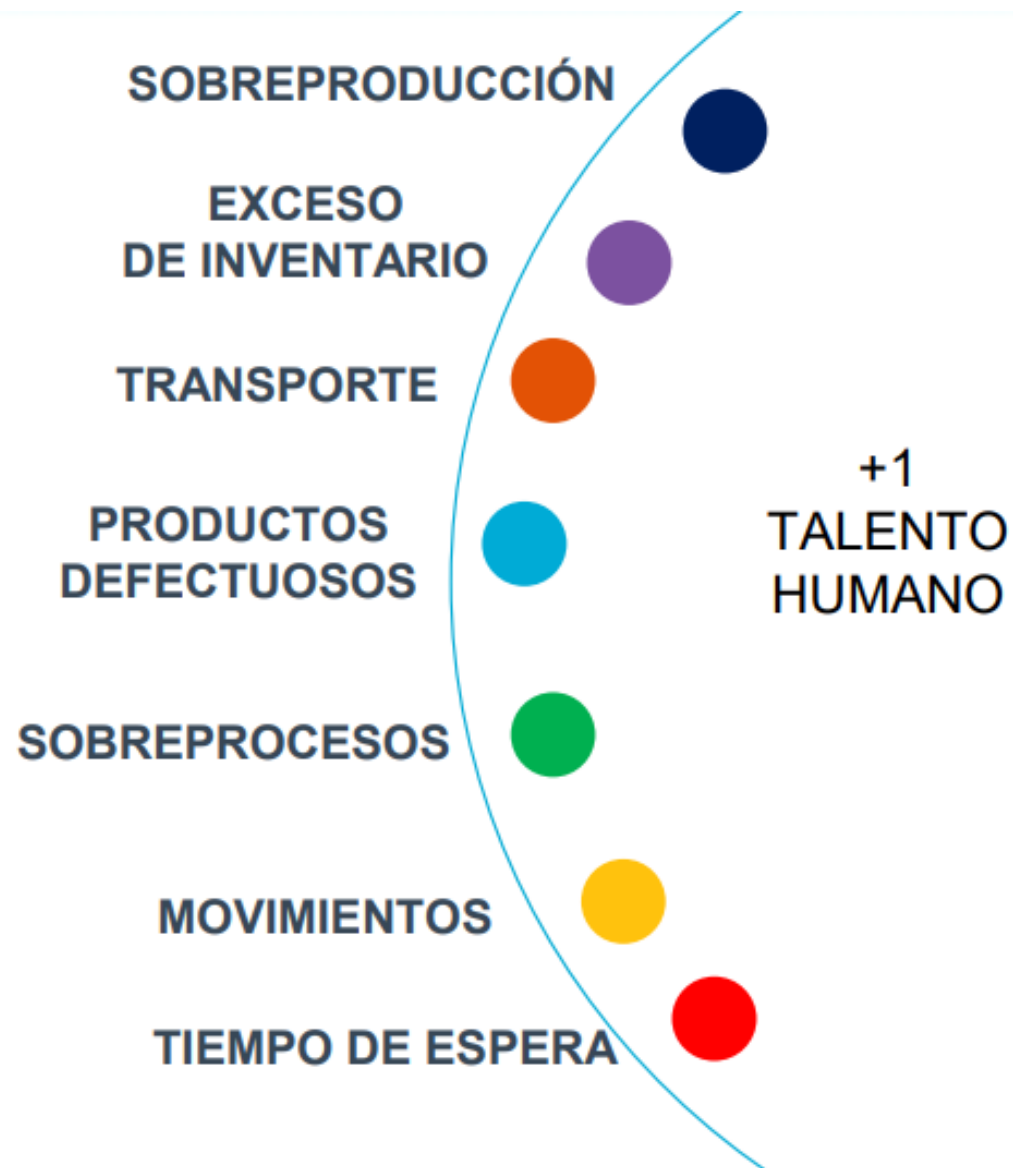 SOBREPRODUCCIÓN
EXCESO
DE INVENTARIO
TRANSPORTE
PRODUCTOS
DEFECTUOSOS
SOBREPROCESOS
MOVIMIENTOS
TIEMPO DE ESPERA
+1
TALENTO
HUMANO